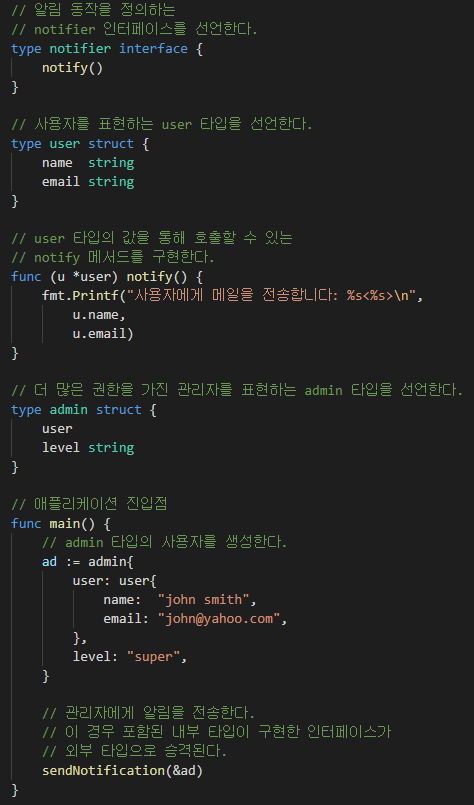 // 알림 동작을 정의하는
// notifier 인터페이스를 선언한다.
type notifier interface {
    notify()
}

// 사용자를 표현하는 user 타입을 선언한다.
type user struct {
    name  string
    email string
}

// user 타입의 값을 통해 호출할 수 있는
// notify 메서드를 구현한다.
func (u *user) notify() {
    fmt.Printf("사용자에게 메일을 전송합니다: %s<%s>\n",
        u.name,
        u.email)
}

// 더 많은 권한을 가진 관리자를 표현하는 admin 타입을 선언한다.
type admin struct {
    user
    level string
}

// 애플리케이션 진입점
func main() {
    // admin 타입의 사용자를 생성한다.
    ad := admin{
        user: user{
            name:  "john smith",
            email: "john@yahoo.com",
        },
        level: "super",
    }

    // 관리자에게 알림을 전송한다.
    // 이 경우 포함된 내부 타입이 구현한 인터페이스가
    // 외부 타입으로 승격된다.
    sendNotification(&ad)
}